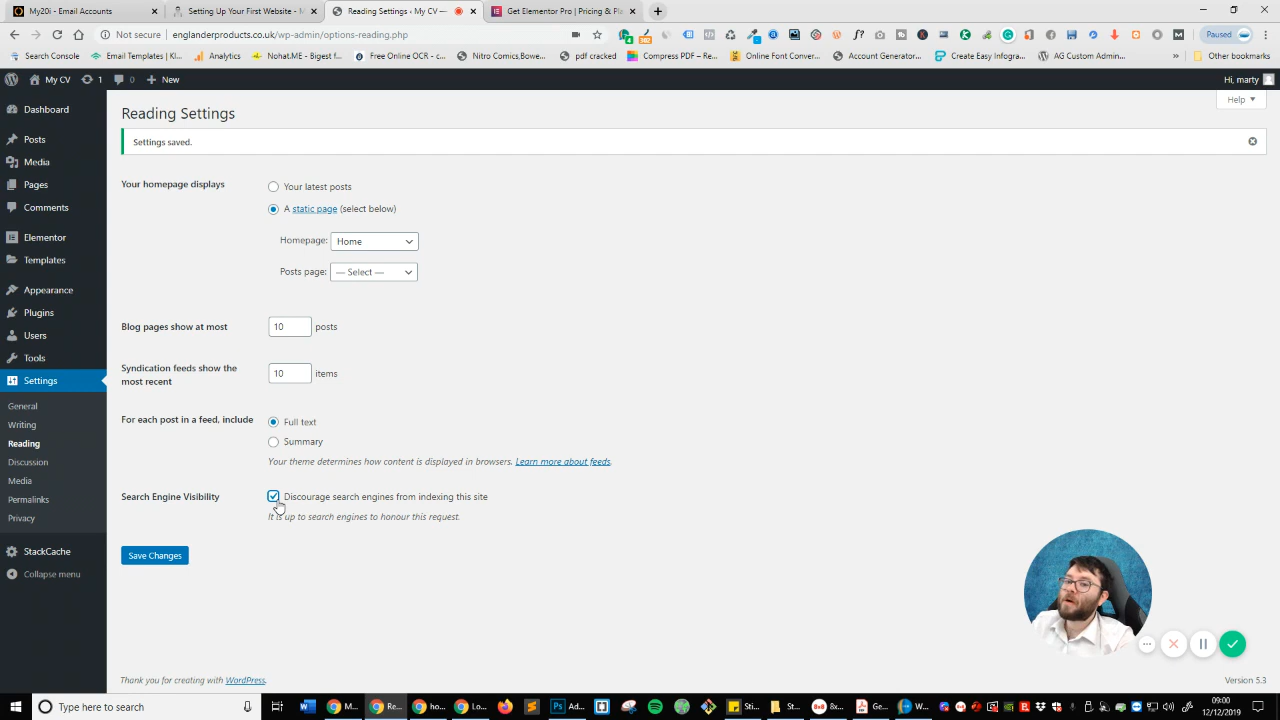 My20i - Email Accounts
Setting Up Your First Website - M
Reading Settings - My CV —
Get Elementor Pro | Pricing & Pla
Not secure | englanderproducts.co.uk/wp-admin/options-reading.php
Paused
Search Console
Email Templates | Kl...
Analytics
Nohat.ME - Bigest f...
Free Online OCR - c...
Nitro Comics,Bowe...
pdf cracked
Compress PDF – Re...
Online Font Conver...
Account Generator...
Create Easy Infogra...
AG Custom Admin...
»
Other bookmarks
My CV
1
0
New
Hi, marty
Dashboard
Posts
Media
Pages
Comments
Elementor
Templates
Appearance
Plugins
Users
Tools
Settings
General
Writing
Reading
Discussion
Media
Permalinks
Privacy
StackCache
Collapse menu
Help
Reading Settings
Settings saved.
Your homepage displays
Your latest posts
A static page (select below)
Homepage: Home
Posts page: — Select —
Blog pages show at most
10 posts
Syndication feeds show the
most recent
10 items
For each post in a feed, include
Full text
Summary
Your theme determines how content is displayed in browsers. Learn more about feeds.
Search Engine Visibility
Discourage search engines from indexing this site
It is up to search engines to honour this request.
Save Changes
Thank you for creating with WordPress.
Version 5.3
Type here to search
M...
Re...
ho...
Lo...
Ad...
Sti...
St...
8x...
Ge...
W...
09:00
12/12/2019